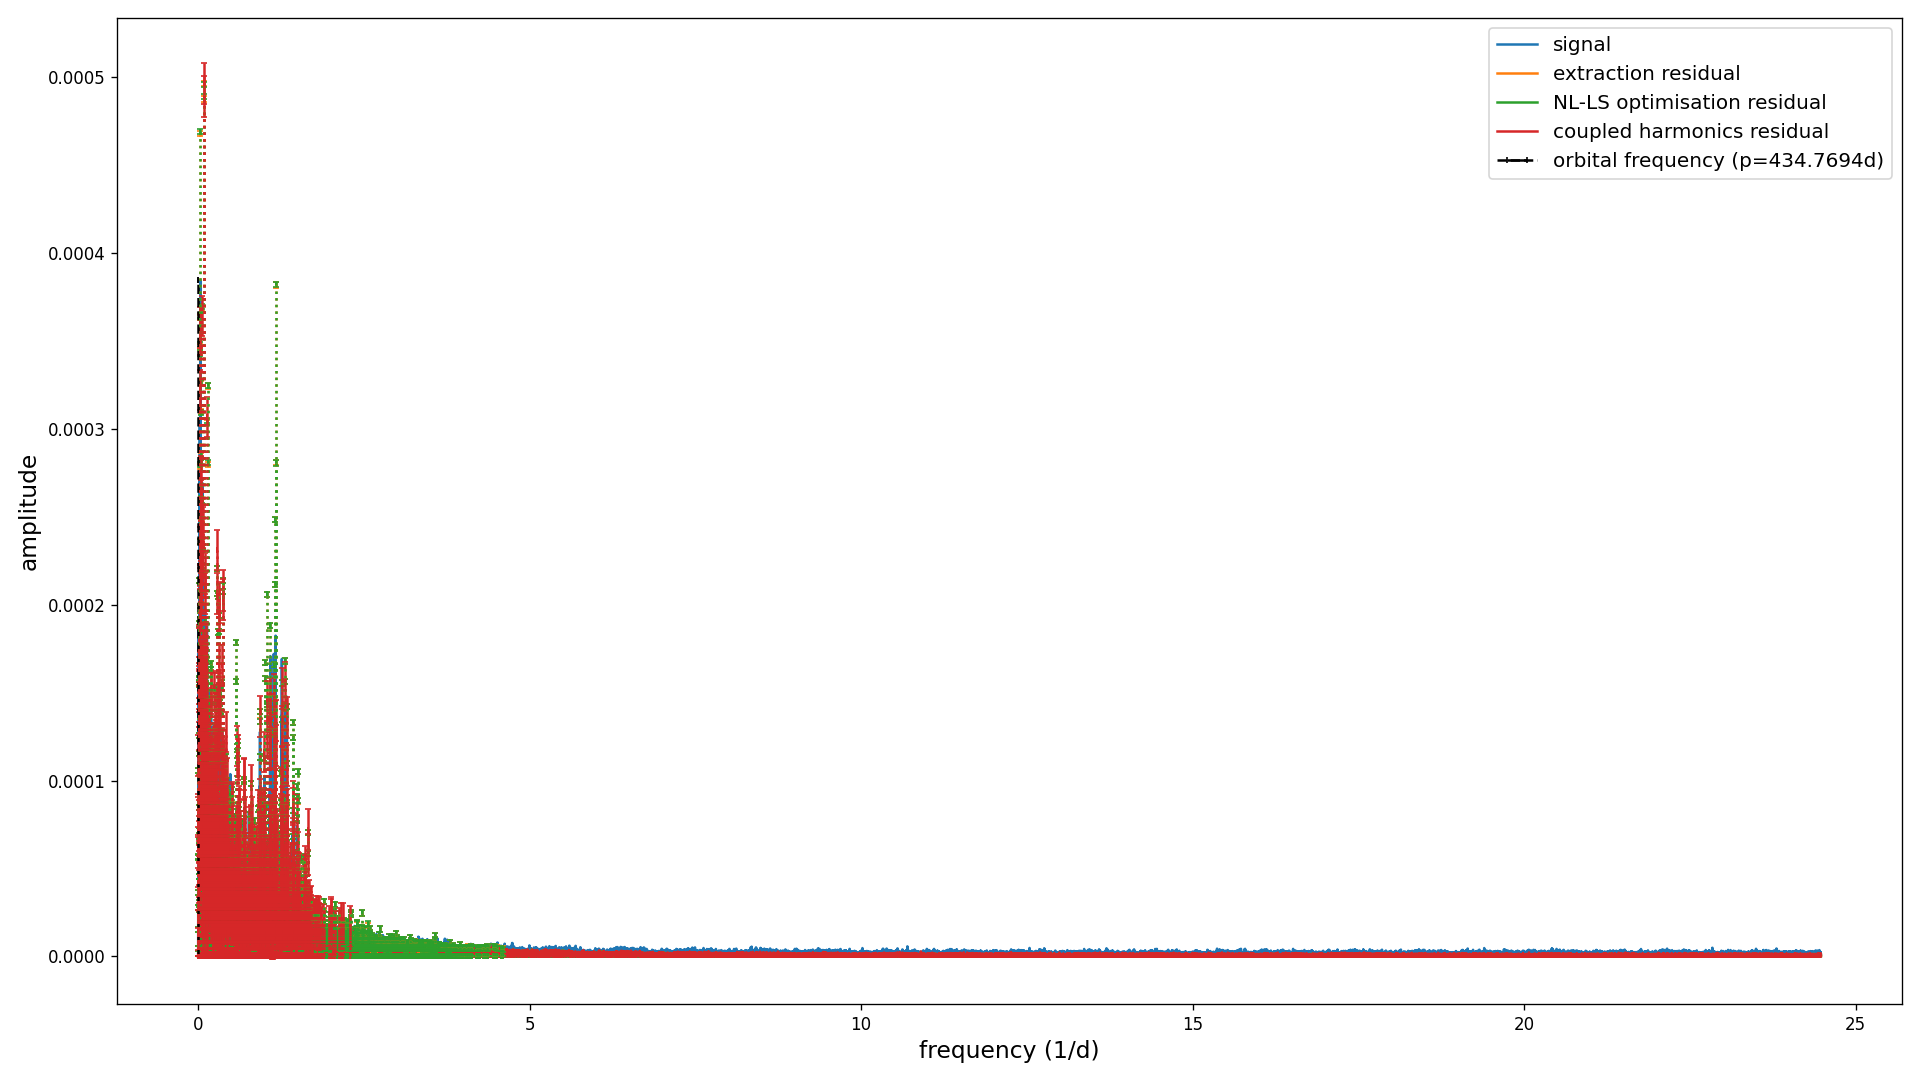 signal
extraction residual
NL-LS optimisation residual
coupled harmonics residual
orbital frequency (p=434.7694d)
0.0005
0.0004
0.0003
0.0002
0.0001
0.0000
amplitude
0 5 10 15 20 25
frequency (1/d)